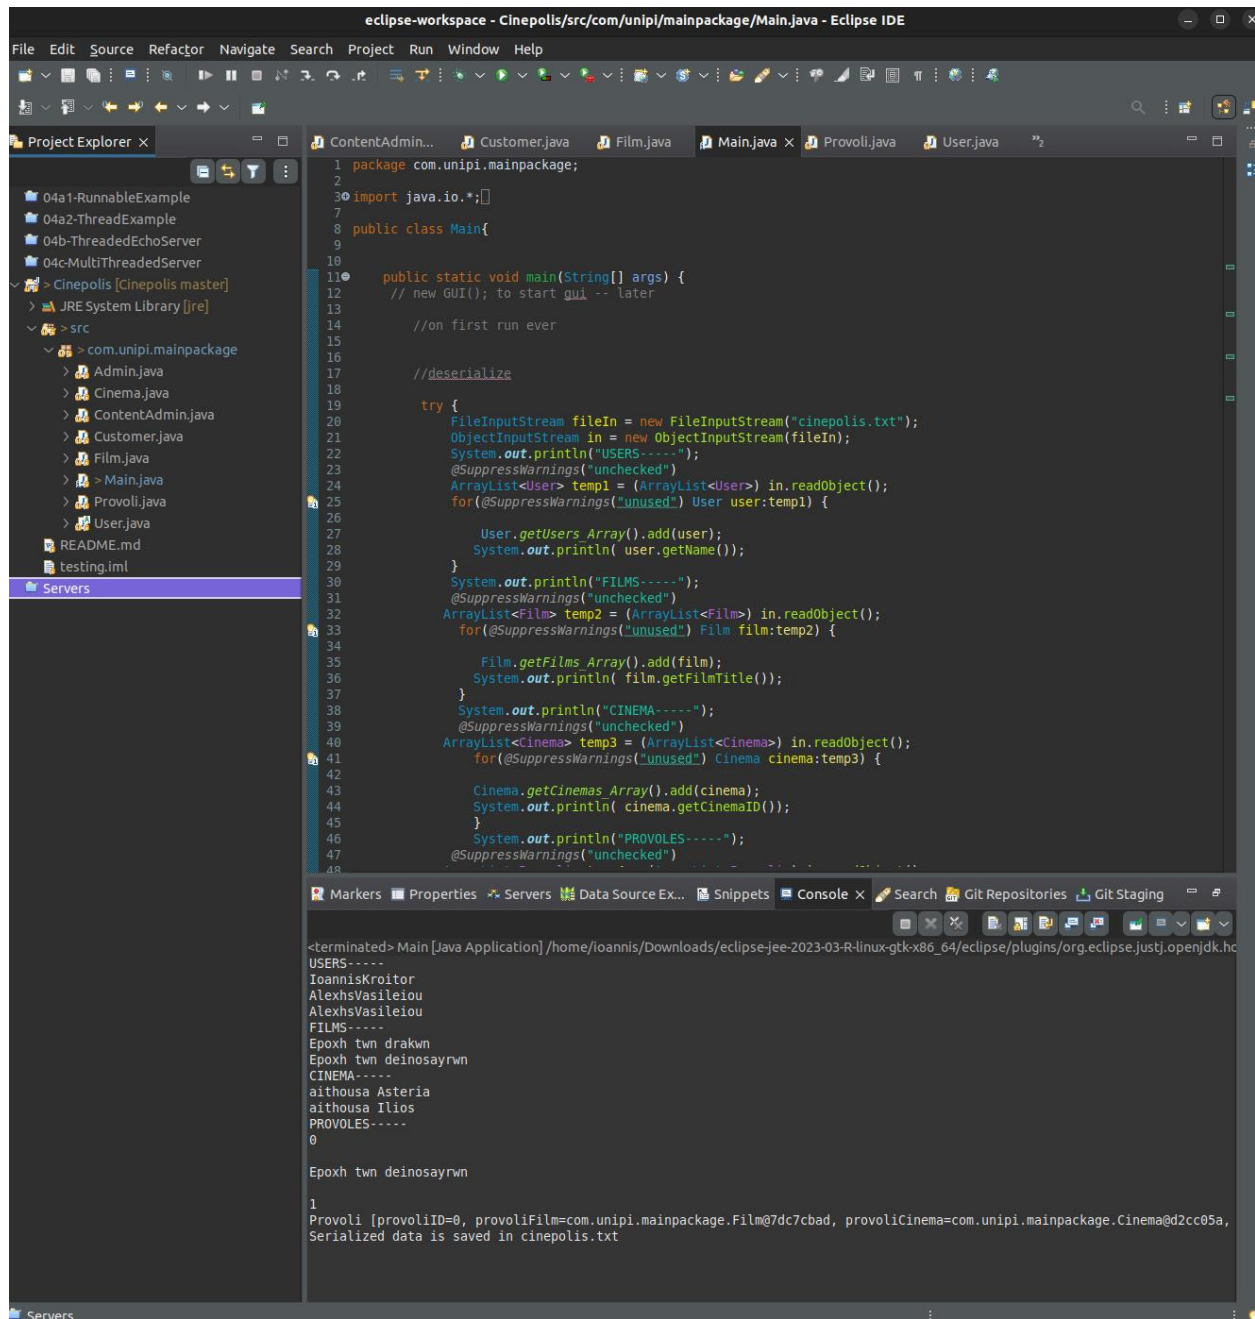 eclipse-workspace - Cinepolis/src/com/unipi/mainpackage/Main.java - Eclipse IDE
File Edit Source Refactor Navigate Search Project Run Window Help
Project Explorer
04a1-RunnableExample
04a2-ThreadExample
04b-ThreadedEchoServer
04c-MultiThreadedServer
> Cinepolis [Cinepolis master]
JRE System Library [jre]
> src
> com.unipi.mainpackage
Admin.java
Cinema.java
ContentAdmin.java
Customer.java
Film.java
> Main.java
Provoli.java
User.java
README.md
testing.iml
Servers
ContentAdmin... Customer.java Film.java Main.java Provoli.java User.java »2
1 package com.unipi.mainpackage;
2
3 import java.io.*;
7
8 public class Main{
9
10
11 public static void main(String[] args) {
12 // new GUI(); to start gui -- later
13
14 //on first run ever
15
16
17 //deserialize
18
19 try {
20 FileInputStream fileIn = new FileInputStream("cinepolis.txt");
21 ObjectInputStream in = new ObjectInputStream(fileIn);
22 System.out.println("USERS-----");
23 @SuppressWarnings("unchecked")
24 ArrayList<User> temp1 = (ArrayList<User>) in.readObject();
25 for(@SuppressWarnings("unused") User user:temp1) {
26
27 User.getUsers_Array().add(user);
28 System.out.println( user.getName());
29 }
30 System.out.println("FILMS-----");
31 @SuppressWarnings("unchecked")
32 ArrayList<Film> temp2 = (ArrayList<Film>) in.readObject();
33 for(@SuppressWarnings("unused") Film film:temp2) {
34
35 Film.getFilms_Array().add(film);
36 System.out.println( film.getFilmTitle());
37 }
38 System.out.println("CINEMA-----");
39 @SuppressWarnings("unchecked")
40 ArrayList<Cinema> temp3 = (ArrayList<Cinema>) in.readObject();
41 for(@SuppressWarnings("unused") Cinema cinema:temp3) {
42
43 Cinema.getCinemas_Array().add(cinema);
44 System.out.println( cinema.getCinemaID());
45 }
46 System.out.println("PROVOLES-----");
47 @SuppressWarnings("unchecked")
48
Markers Properties Servers Data Source Ex... Snippets Console Search Git Repositories Git Staging
<terminated> Main [Java Application] /home/ioannis/Downloads/eclipse-jee-2023-03-R-linux-gtk-x86_64/eclipse/plugins/org.eclipse.justj.openjdk.ho
USERS-----
IoannisKroitor
AlexhsVasileiou
AlexhsVasileiou
FILMS-----
Epoxh twn drakwn
Epoxh twn deinosayrwn
CINEMA-----
aithousa Asteria
aithousa Ilios
PROVOLES-----
0
Epoxh twn deinosayrwn
1
Provoli [provoliID=0, provoliFilm=com.unipi.mainpackage.Film@7dc7cbad, provoliCinema=com.unipi.mainpackage.Cinema@d2cc05a,
Serialized data is saved in cinepolis.txt
Servers